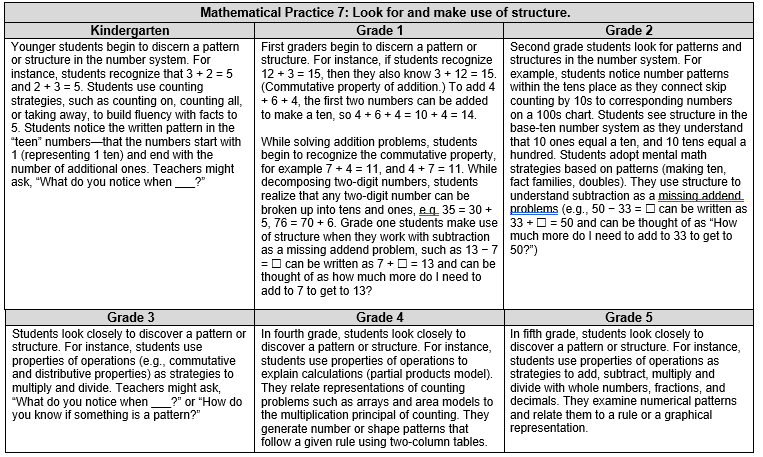 Mathematical Practice 7: Look for and make use of structure.
Kindergarten
Younger students begin to discern a pattern
or structure in the number system. For
instance, students recognize that 3 + 2 = 5
and 2 + 3 = 5. Students use counting
strategies, such as counting on, counting all,
or taking away, to build fluency with facts to
5. Students notice the written pattern in the
“teen” numbers—that the numbers start with
1 (representing 1 ten) and end with the
number of additional ones. Teachers might
ask, “What do you notice when ___?”
Grade 1
First graders begin to discern a pattern or
structure. For instance, if students recognize
12 + 3 = 15, then they also know 3 + 12 = 15.
(Commutative property of addition.) To add 4
+ 6 + 4, the first two numbers can be added
to make a ten, so 4 + 6 + 4 = 10 + 4 = 14.
While solving addition problems, students
begin to recognize the commutative property,
for example 7 + 4 = 11, and 4 + 7 = 11. While
decomposing two-digit numbers, students
realize that any two-digit number can be
broken up into tens and ones, e.g. 35 = 30 +
5, 76 = 70 + 6. Grade one students make use
of structure when they work with subtraction
as a missing addend problem, such as 13 − 7
= ☐ can be written as 7 + ☐ = 13 and can be
thought of as how much more do I need to
add to 7 to get to 13?
Grade 2
Second grade students look for patterns and
structures in the number system. For
example, students notice number patterns
within the tens place as they connect skip
counting by 10s to corresponding numbers
on a 100s chart. Students see structure in the
base-ten number system as they understand
that 10 ones equal a ten, and 10 tens equal a
hundred. Students adopt mental math
strategies based on patterns (making ten,
fact families, doubles). They use structure to
understand subtraction as a missing addend
problems (e.g., 50 − 33 = ☐ can be written as
33 + ☐ = 50 and can be thought of as “How
much more do I need to add to 33 to get to
50?”)
Grade 3
Students look closely to discover a pattern or
structure. For instance, students use
properties of operations (e.g., commutative
and distributive properties) as strategies to
multiply and divide. Teachers might ask,
“What do you notice when ___?” or “How do
you know if something is a pattern?”
Grade 4
In fourth grade, students look closely to
discover a pattern or structure. For instance,
students use properties of operations to
explain calculations (partial products model).
They relate representations of counting
problems such as arrays and area models to
the multiplication principal of counting. They
generate number or shape patterns that
follow a given rule using two-column tables.
Grade 5
In fifth grade, students look closely to
discover a pattern or structure. For instance,
students use properties of operations as
strategies to add, subtract, multiply and
divide with whole numbers, fractions, and
decimals. They examine numerical patterns
and relate them to a rule or a graphical
representation.